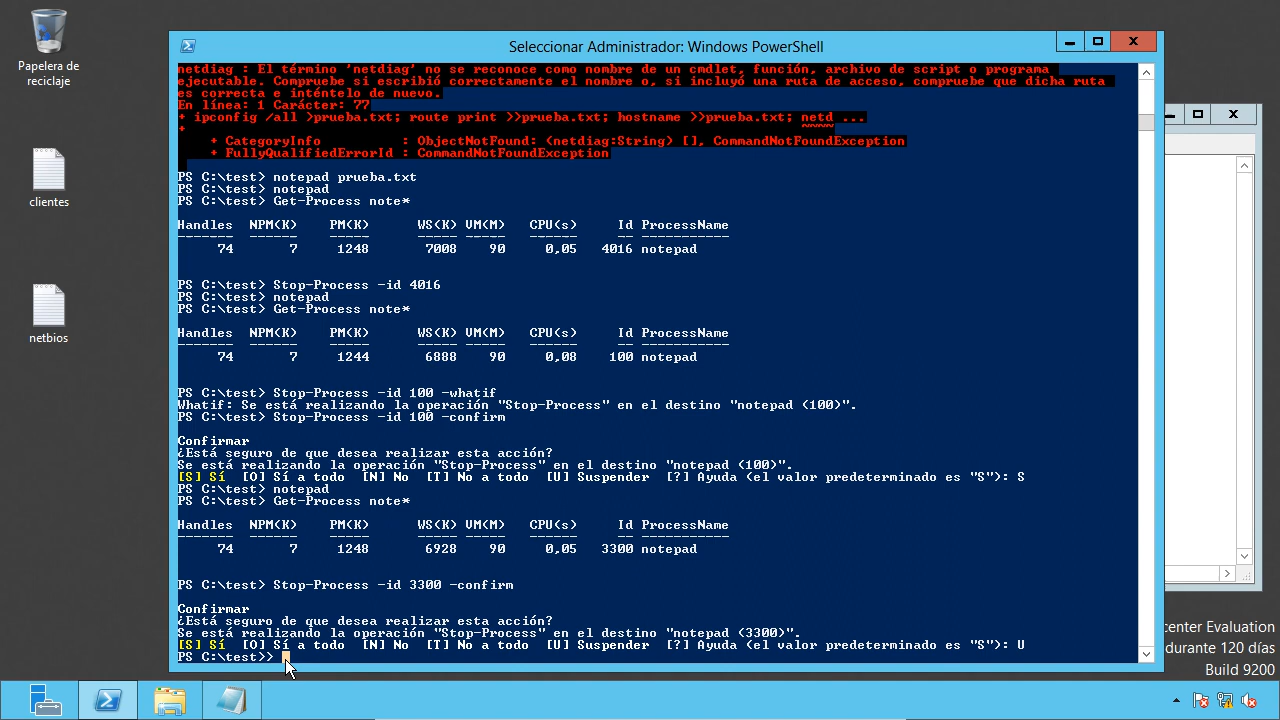 Papelera de
reciclaje
clientes
netbios
Seleccionar Administrador: Windows PowerShell
netdiag : El término 'netdiag' no se reconoce como nombre de un cmdlet, función, archivo de script o programa
ejecutable. Compruebe si escribió correctamente el nombre o, si incluyó una ruta de acceso, compruebe que dicha ruta
es correcta e inténtelo de nuevo.
En línea: 1 Carácter: 77
+ ipconfig /all >prueba.txt; route print >>prueba.txt; hostname >>prueba.txt; netd ...
+                                                                             ~~~~
    + CategoryInfo          : ObjectNotFound: (netdiag:String) [], CommandNotFoundException
    + FullyQualifiedErrorId : CommandNotFoundException
PS C:\test> notepad prueba.txt
PS C:\test> notepad
PS C:\test> Get-Process note*
Handles  NPM(K)    PM(K)      WS(K) VM(M)   CPU(s)     Id ProcessName
-------  ------    -----      ----- -----   ------     -- -----------
     74       7     1248       7008    90     0,05   4016 notepad
PS C:\test> Stop-Process -id 4016
PS C:\test> notepad
PS C:\test> Get-Process note*
Handles  NPM(K)    PM(K)      WS(K) VM(M)   CPU(s)     Id ProcessName
-------  ------    -----      ----- -----   ------     -- -----------
     74       7     1244       6888    90     0,08    100 notepad
PS C:\test> Stop-Process -id 100 -whatif
Whatif: Se está realizando la operación "Stop-Process" en el destino "notepad (100)".
PS C:\test> Stop-Process -id 100 -confirm
Confirmar
¿Está seguro de que desea realizar esta acción?
Se está realizando la operación "Stop-Process" en el destino "notepad (100)".
[S] Sí  [O] Sí a todo  [N] No  [T] No a todo  [U] Suspender  [?] Ayuda (el valor predeterminado es "S"): S
PS C:\test> notepad
PS C:\test> Get-Process note*
Handles  NPM(K)    PM(K)      WS(K) VM(M)   CPU(s)     Id ProcessName
-------  ------    -----      ----- -----   ------     -- -----------
     74       7     1248       6928    90     0,05   3300 notepad
PS C:\test> Stop-Process -id 3300 -confirm
Confirmar
¿Está seguro de que desea realizar esta acción?
Se está realizando la operación "Stop-Process" en el destino "notepad (3300)".
[S] Sí  [O] Sí a todo  [N] No  [T] No a todo  [U] Suspender  [?] Ayuda (el valor predeterminado es "S"): U
PS C:\test>>
center Evaluation
durante 120 días
Build 9200